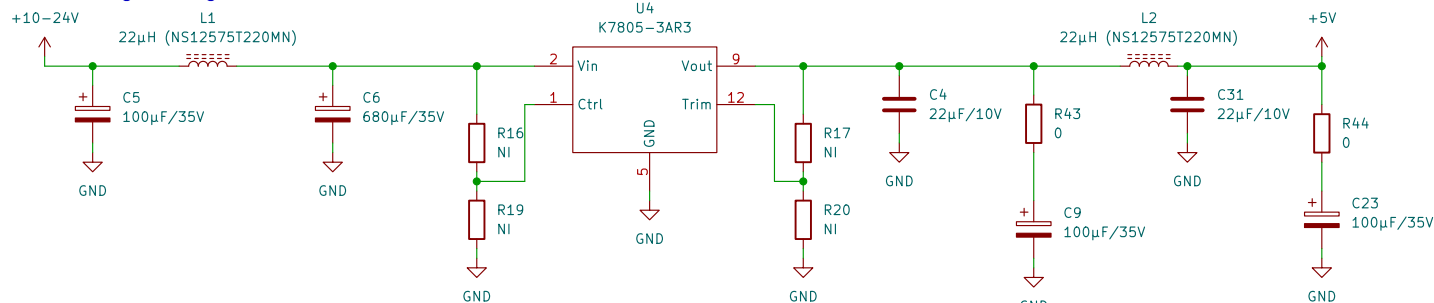 +10-24V
L1
22µH (NS12575T220MN)
U4
K7805-3AR3
L2
22µH (NS12575T220MN)
+5V
2
Vin
Vout
9
1
Ctrl
Trim
12
GND
5
C5
100µF/35V
GND
C6
680µF/35V
GND
R16
NI
R19
NI
GND
GND
R17
NI
R20
NI
GND
C4
22µF/10V
GND
R43
0
C9
100µF/35V
C31
22µF/10V
GND
R44
0
C23
100µF/35V
GND